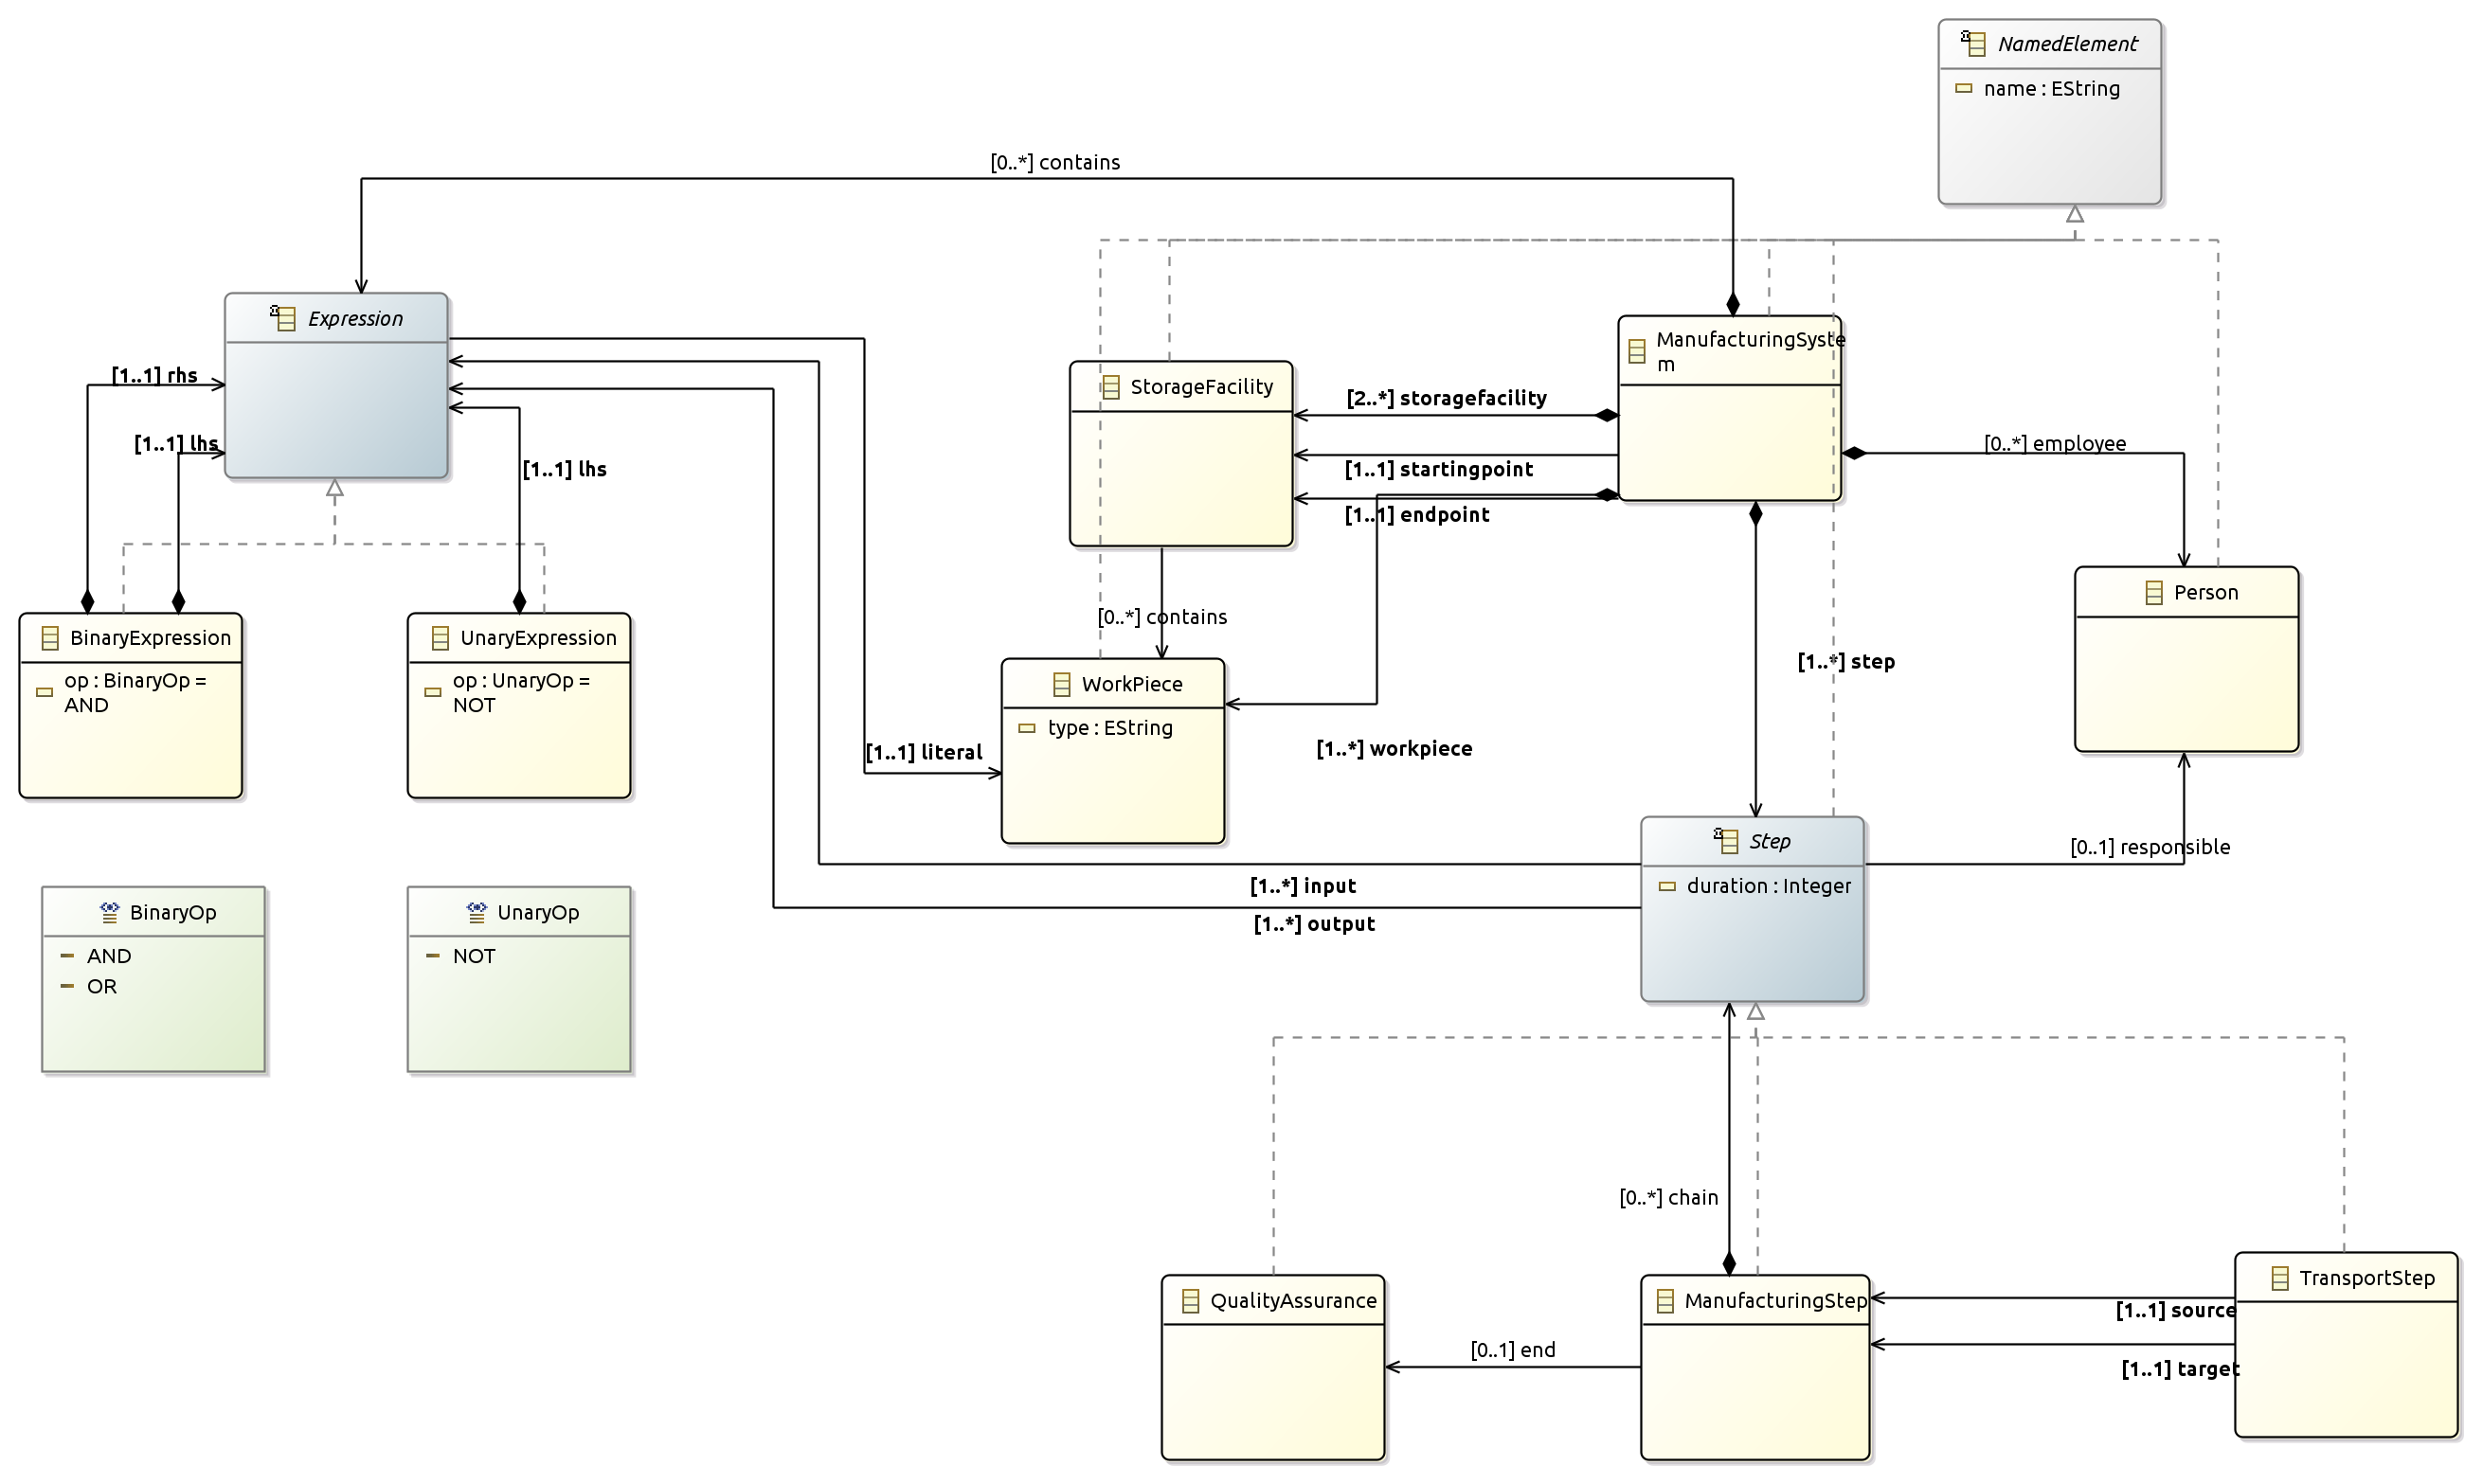 NamedElement
name : EString
[0..*] contains
Expression
ManufacturingSyste
m
StorageFacility
[1..1] rhs
[2..*] storagefacility
[1..1] lhs
[0..*] employee
[1..1] lhs
[1..1] startingpoint
[1..1] endpoint
Person
[0..*] contains
BinaryExpression
op : BinaryOp =
AND
UnaryExpression
op : UnaryOp =
NOT
[1..*] step
WorkPiece
type : EString
[1..1] literal
[1..*] workpiece
Step
duration : Integer
[0..1] responsible
[1..*] input
[1..*] output
BinaryOp
AND
OR
UnaryOp
NOT
[0..*] chain
QualityAssurance
ManufacturingStep
TransportStep
[1..1] source
[0..1] end
[1..1] target